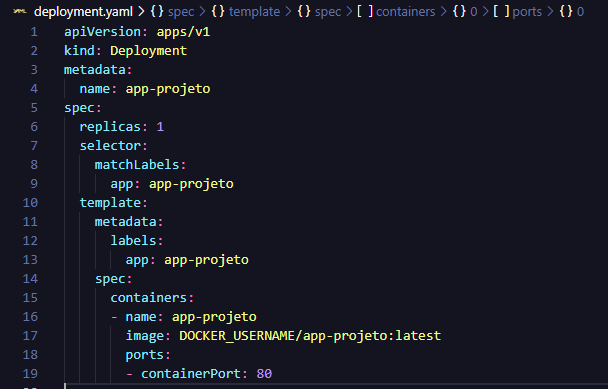 deployment.yaml > {} spec > {} template > {} spec > [ ] containers > {} 0 > [ ] ports > {} 0
1 apiVersion: apps/v1
2 kind: Deployment
3 metadata:
4   name: app-projeto
5 spec:
6   replicas: 1
7   selector:
8     matchLabels:
9       app: app-projeto
10   template:
11     metadata:
12       labels:
13         app: app-projeto
14     spec:
15       containers:
16       - name: app-projeto
17         image: DOCKER_USERNAME/app-projeto:latest
18         ports:
19         - containerPort: 80